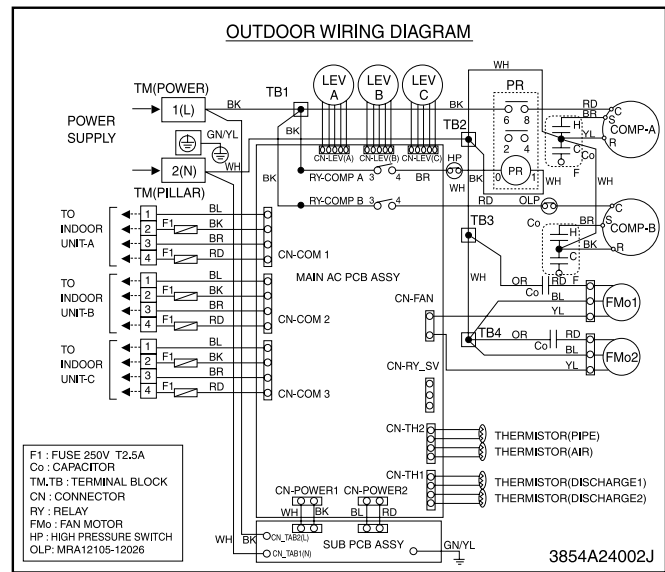 OUTDOOR WIRING DIAGRAM
TM(POWER)
1(L)
BK
TB1
LEV A
LEV B
LEV C
WH
PR
BK
6 8
2 4
RD
BR
YL
C
S
R
COMP-A
H
C
Co
F
POWER SUPPLY
GN/YL
2(N)
WH
TM(PILLAR)
BK
BK
CN-LEV(A)
CN-LEV(B)
CN-LEV(C)
TB2
HP
RY-COMP A 3 4
BR
WH
BK
0 PR 1
WH
WH
RY-COMP B 3 4
RD
OLP
Co
BR
H
C
BK
F
C
S
R
COMP-B
TB3
WH
TO INDOOR UNIT-A
1
2
3
4
F1
F1
BL
BK
BR
RD
CN-COM 1
MAIN AC PCB ASSY
TO INDOOR UNIT-B
1
2
3
4
F1
F1
BL
BK
BR
RD
CN-COM 2
TO INDOOR UNIT-C
1
2
3
4
F1
F1
BL
BK
BR
RD
CN-COM 3
CN-FAN
OR
Co
RD
BL
YL
FMo1
TB4
OR
Co
RD
BL
YL
FMo2
CN-RY_SV
CN-TH2
THERMISTOR(PIPE)
THERMISTOR(AIR)
CN-TH1
THERMISTOR(DISCHARGE1)
THERMISTOR(DISCHARGE2)
F1 : FUSE 250V T2.5A
Co : CAPACITOR
TM.TB : TERMINAL BLOCK
CN : CONNECTOR
RY : RELAY
FMo : FAN MOTOR
HP : HIGH PRESSURE SWITCH
OLP: MRA12105-12026
CN-POWER1
CN-POWER2
WH
BK
BL
RD
WH
BK
CN_TAB2(L)
CN_TAB1(N)
SUB PCB ASSY
GN/YL
3854A24002J